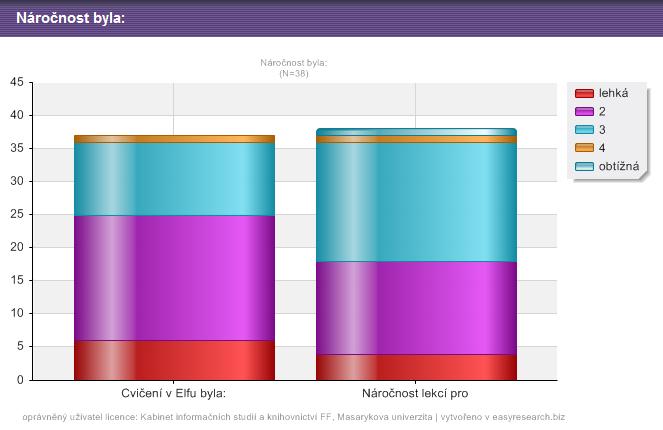 Náročnost byla:
Náročnost byla:
(N=38)
45
40
35
30
25
20
15
10
5
0
lehká
2
3
4
obtížná
Cvičení v Elfu byla:
Náročnost lekcí pro
oprávněný uživatel licence: Kabinet informačních studií a knihovnictví FF, Masarykova univerzita | vytvořeno v easyresearch.biz